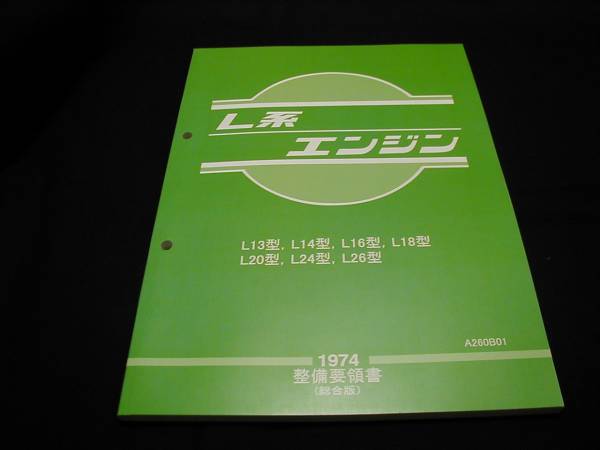 L系
エンジン
L13型, L14型, L16型, L18型
L20型, L24型, L26型
A260B01
1974
整備要領書
(総合版)